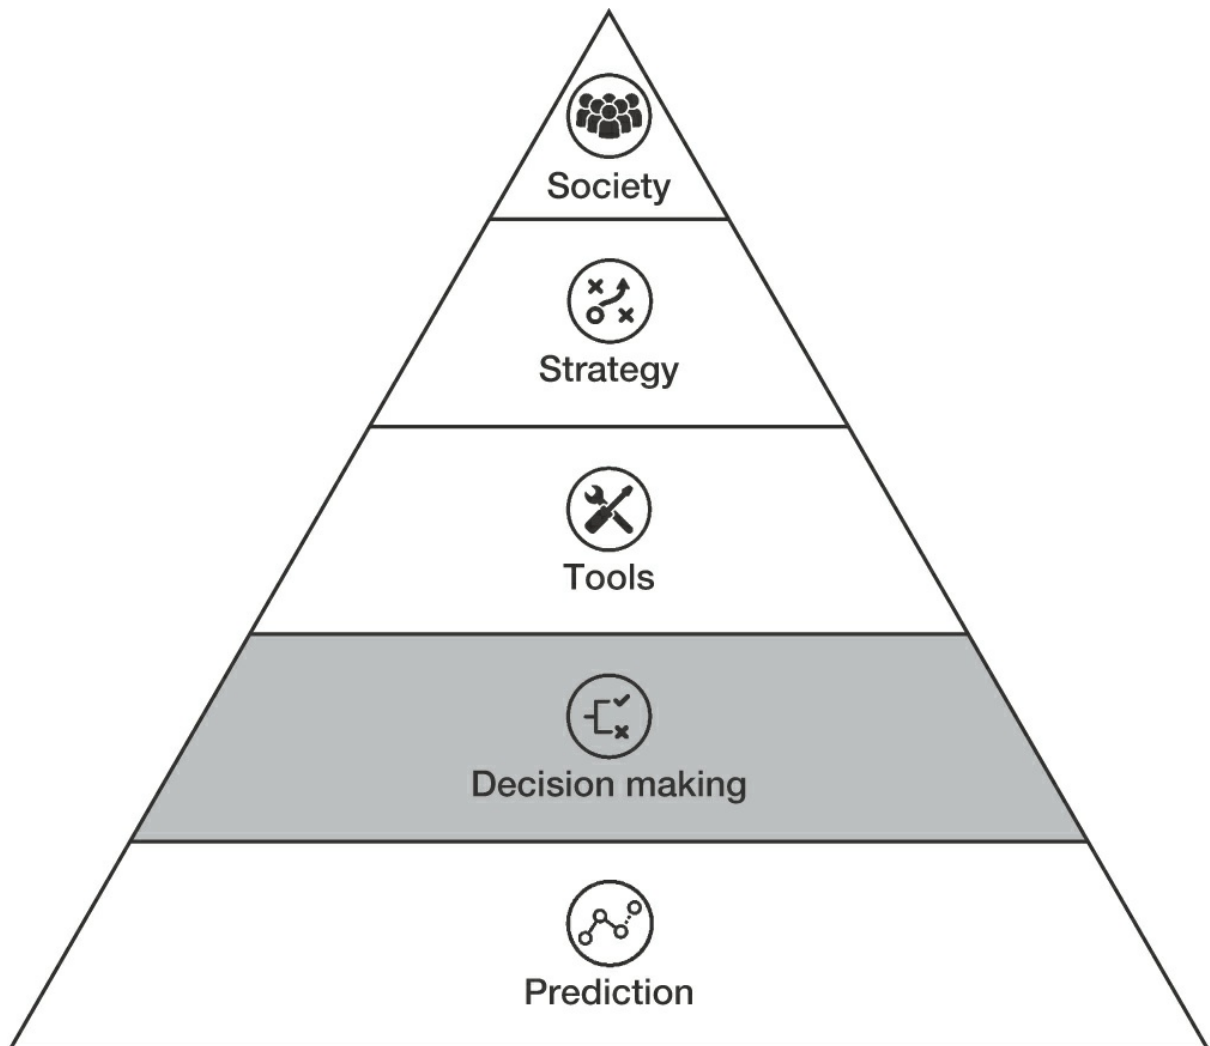 Society
Strategy
Tools
Decision making
Prediction